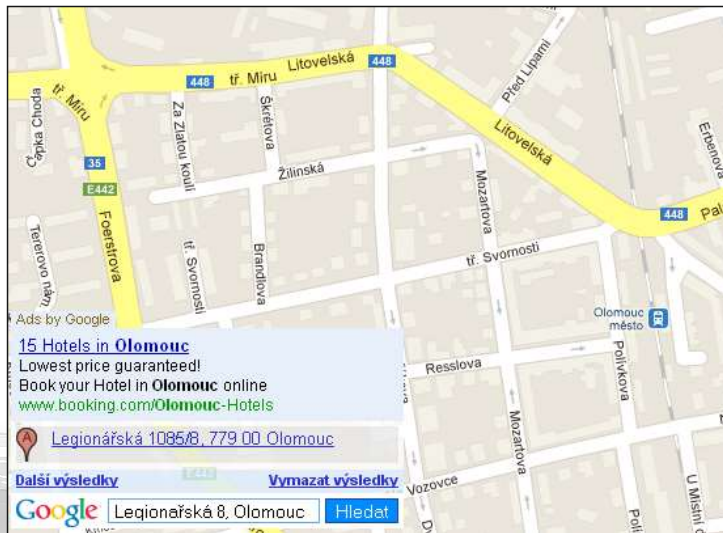 Litovelská
448
448
tř. Míru
Před Lipami
Čapka Choda
tř. Míru
Za Zlatou koulí
Škrétova
Litovelská
Erbenova
35
Žilinská
E442
Mozartova
448
Foerstrova
Tererovo nám.
tř. Svornosti
Brandlova
tř. Svornosti
Ads by Google
Olomouc
město
15 Hotels in Olomouc
Lowest price guaranteed!
Book your Hotel in Olomouc online
www.booking.com/Olomouc-Hotels
Resslova
Polívkova
Mozartova
A
Legionářská 1085/8, 779 00 Olomouc
E442
Další výsledky
Vymazat výsledky
Vozovce
U Místní
Google
Legionařská 8, Olomouc
Hledat